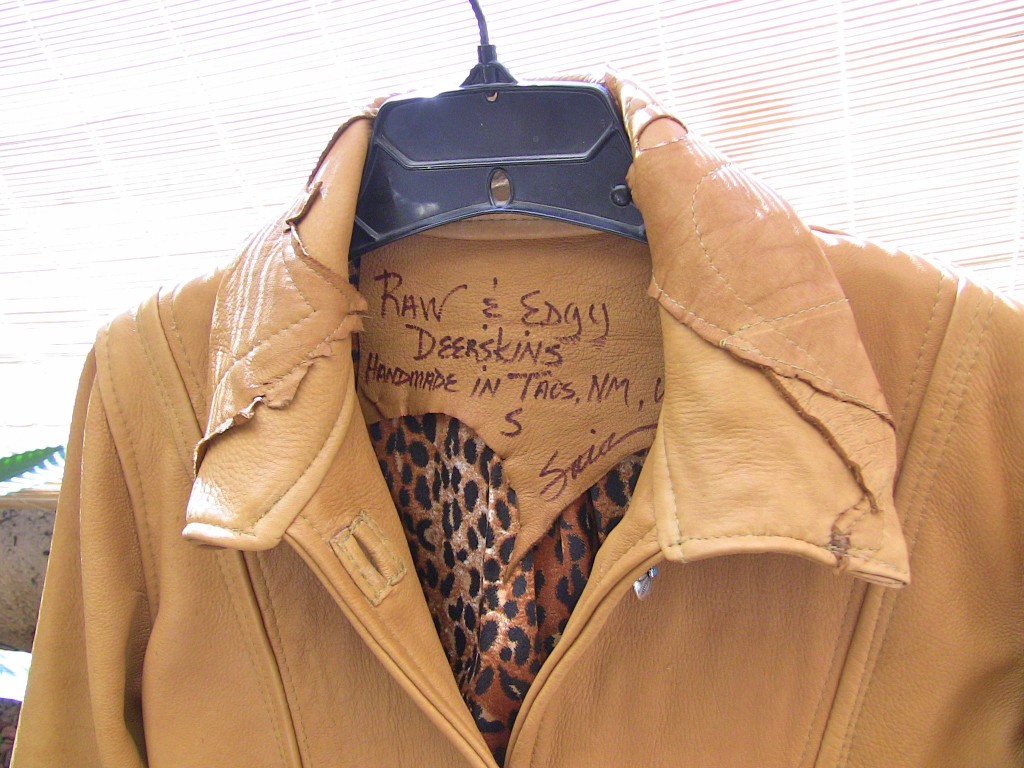 RAW & EDGY
DEERSKINS
HANDMADE IN TAOS, NM, U
S